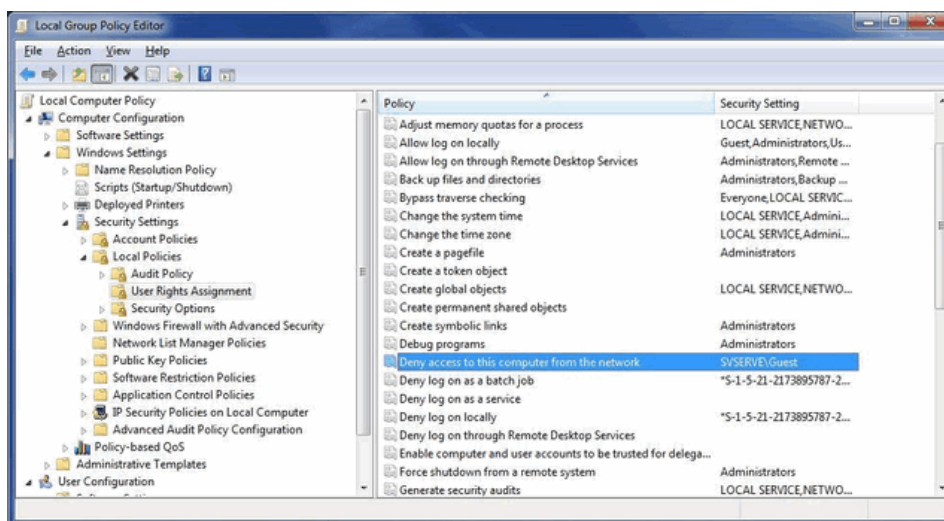 Local Group Policy Editor
File Action View Help
Local Computer Policy
Computer Configuration
Software Settings
Windows Settings
Name Resolution Policy
Scripts (Startup/Shutdown)
Deployed Printers
Security Settings
Account Policies
Local Policies
Audit Policy
User Rights Assignment
Security Options
Windows Firewall with Advanced Security
Network List Manager Policies
Public Key Policies
Software Restriction Policies
Application Control Policies
IP Security Policies on Local Computer
Advanced Audit Policy Configuration
Policy-based QoS
Administrative Templates
User Configuration
Policy Security Setting
Adjust memory quotas for a process LOCAL SERVICE,NETWO...
Allow log on locally Guest,Administrators,Us...
Allow log on through Remote Desktop Services Administrators,Remote ...
Back up files and directories Administrators,Backup ...
Bypass traverse checking Everyone,LOCAL SERVIC...
Change the system time LOCAL SERVICE,Admini...
Change the time zone LOCAL SERVICE,Admini...
Create a pagefile Administrators
Create a token object
Create global objects LOCAL SERVICE,NETWO...
Create permanent shared objects
Create symbolic links Administrators
Debug programs Administrators
Deny access to this computer from the network SVSERVE\Guest
Deny log on as a batch job *S-1-5-21-2173895787-2...
Deny log on as a service
Deny log on locally *S-1-5-21-2173895787-2...
Deny log on through Remote Desktop Services
Enable computer and user accounts to be trusted for delega...
Force shutdown from a remote system Administrators
Generate security audits LOCAL SERVICE,NETWO...